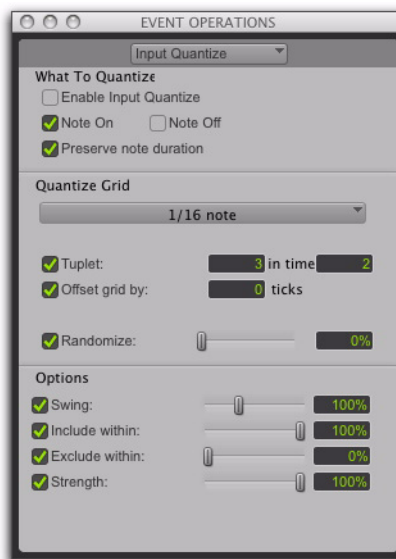 EVENT OPERATIONS
Input Quantize
What To Quantize
Enable Input Quantize
Note On Note Off
Preserve note duration
Quantize Grid
1/16 note
Tuplet: 3 in time 2
Offset grid by: 0 ticks
Randomize: 0%
Options
Swing: 100%
Include within: 100%
Exclude within: 0%
Strength: 100%